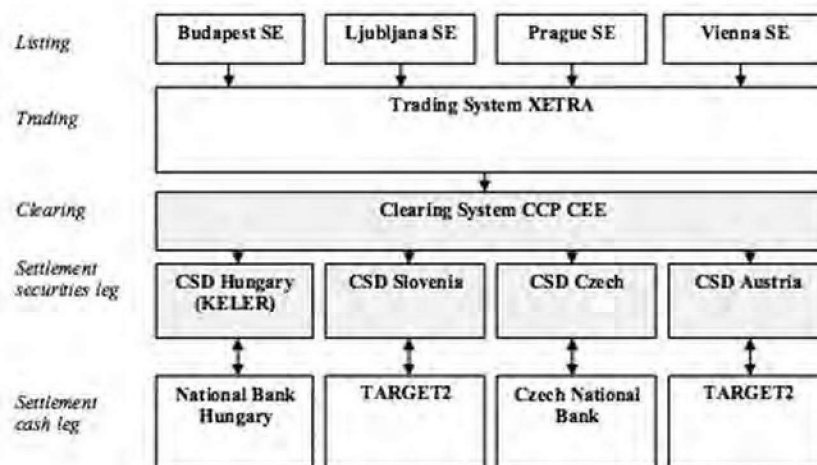 Listing
Budapest SE
Ljubljana SE
Prague SE
Vienna SE
Trading
Trading System XETRA
Clearing
Clearing System CCP CEE
Settlement
securities leg
CSD Hungary
(KELER)
CSD Slovenia
CSD Czech
CSD Austria
Settlement
cash leg
National Bank
Hungary
TARGET2
Czech National
Bank
TARGET2